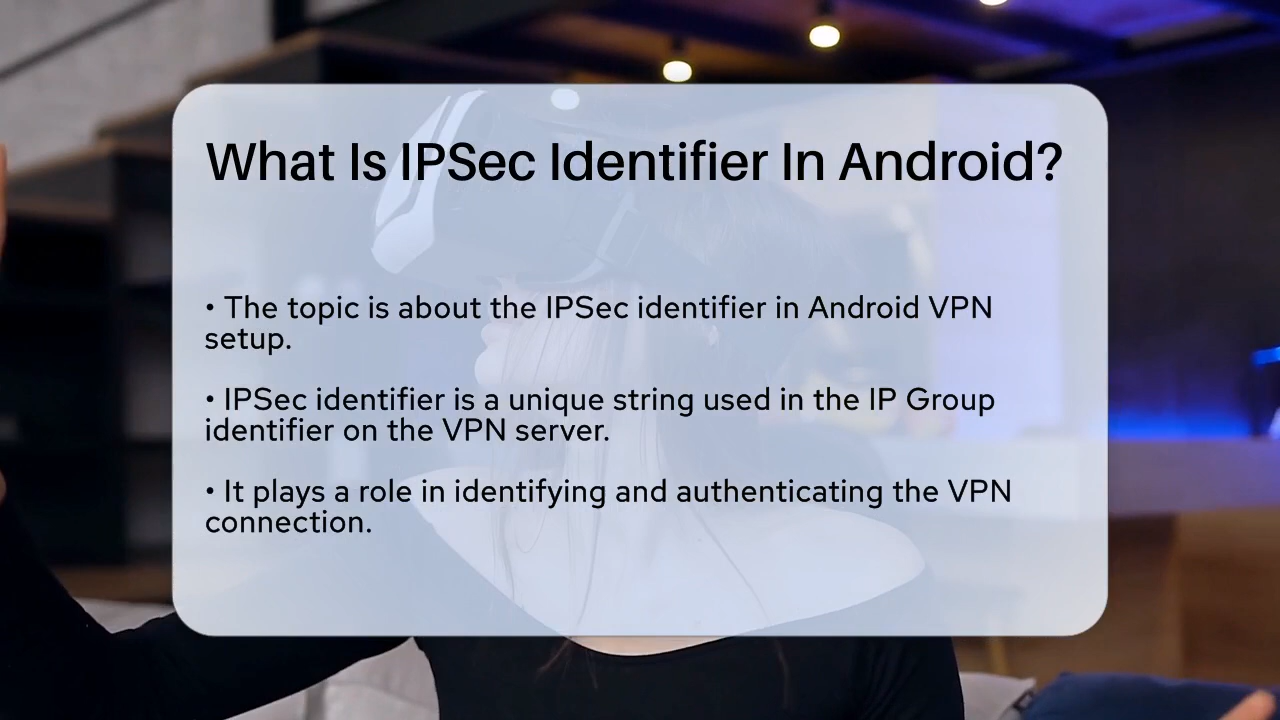 What Is IPSec Identifier In Android?
• The topic is about the IPSec identifier in Android VPN
setup.
• IPSec identifier is a unique string used in the IP Group
identifier on the VPN server.
• It plays a role in identifying and authenticating the VPN
connection.